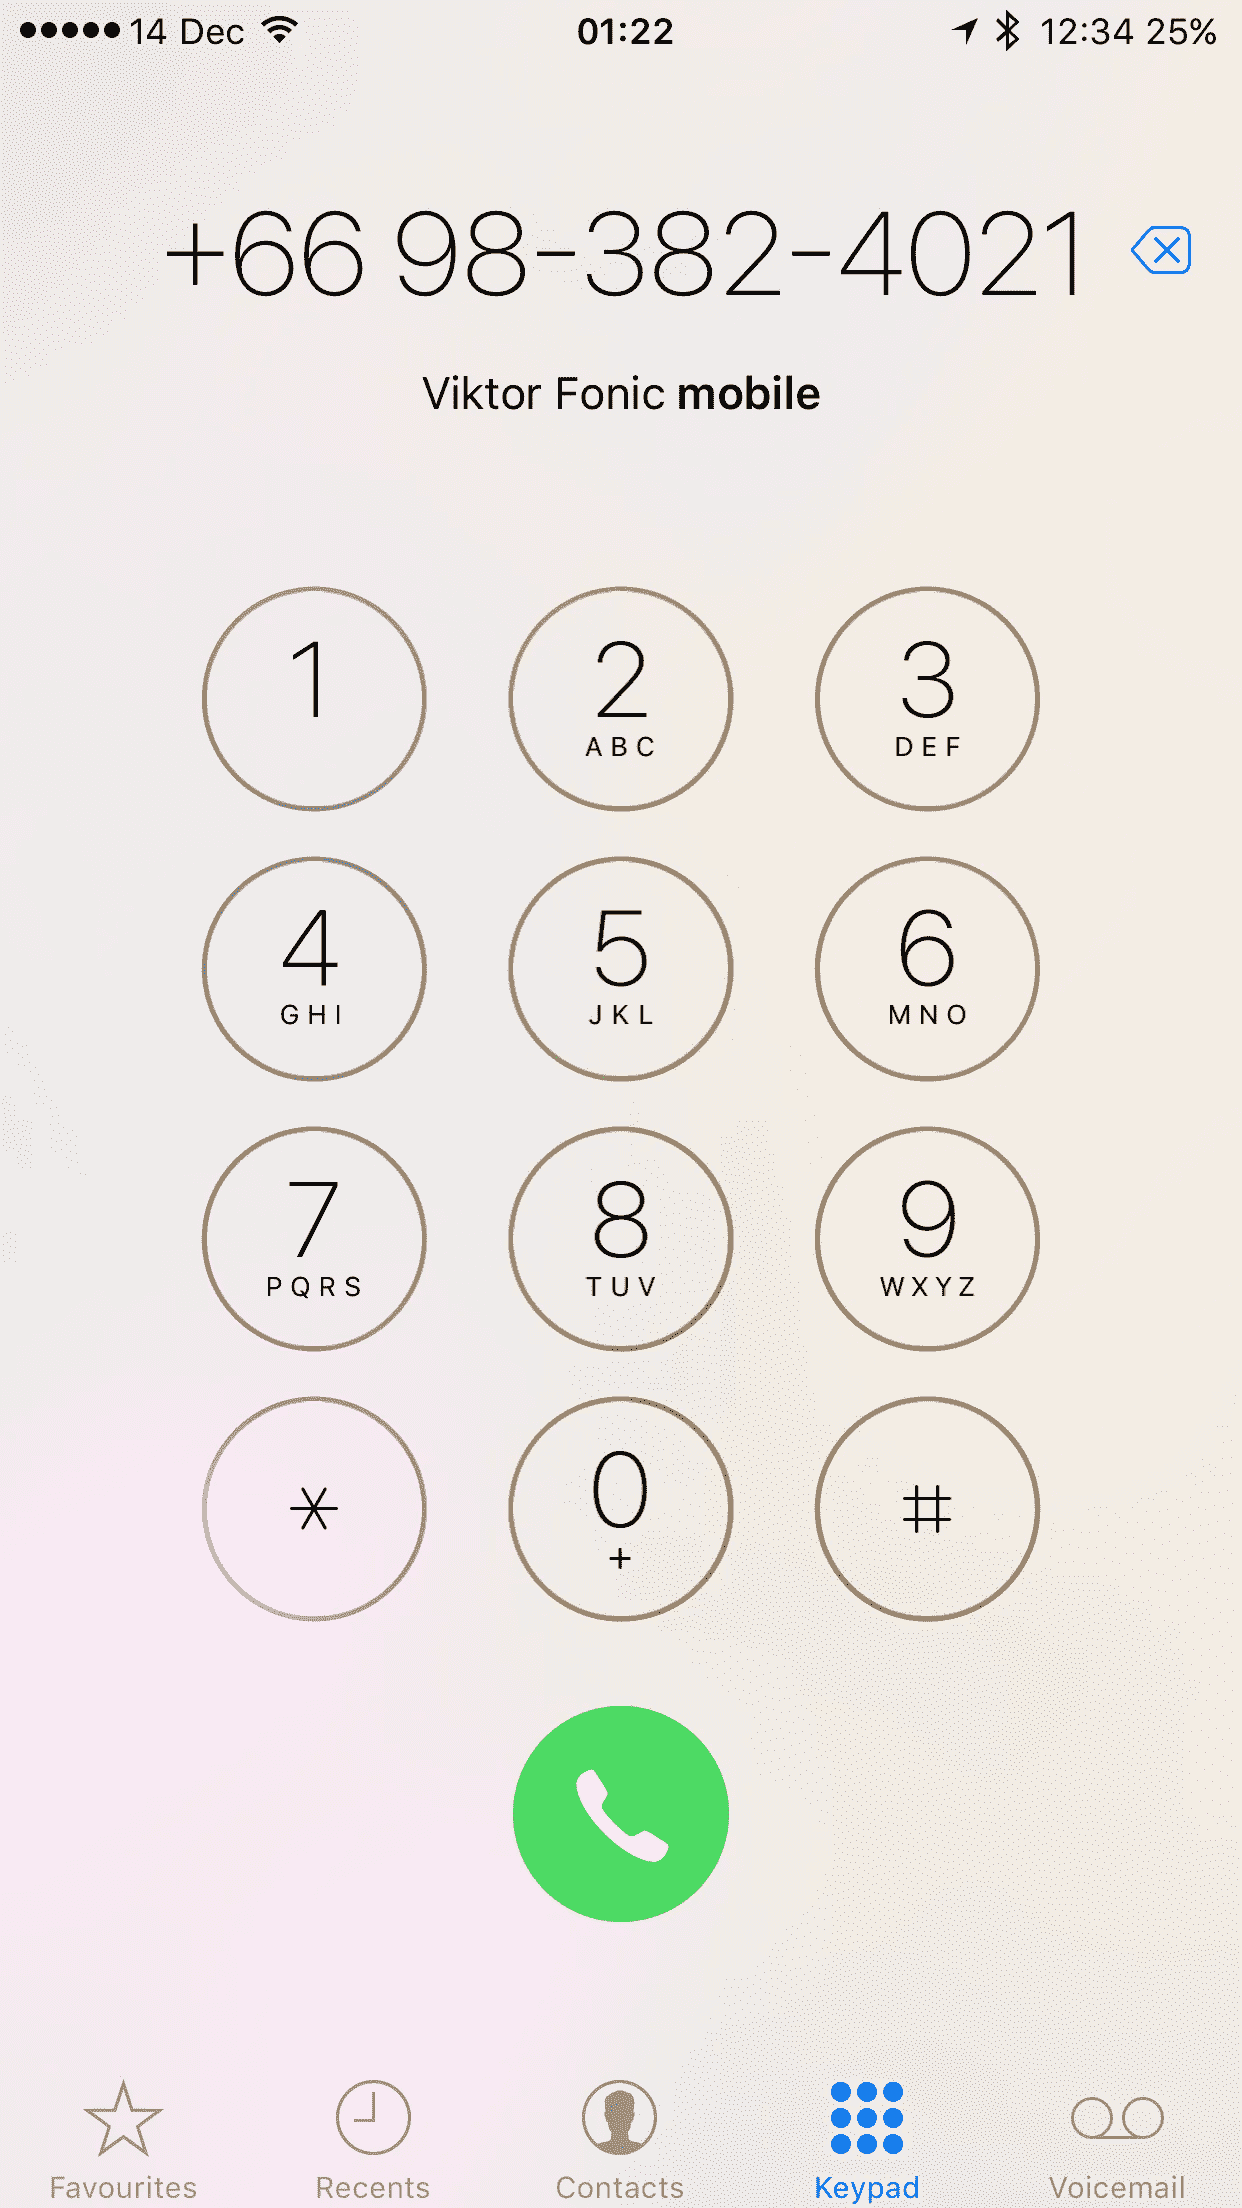 14 Dec 01:22 12:34 25%
+66 98-382-4021
Viktor Fonic mobile
1 2 3
ABC DEF
4 5 6
GHI JKL MNO
7 8 9
PQRS TUV WXYZ
* 0 #
+
Favourites Recents Contacts Keypad Voicemail